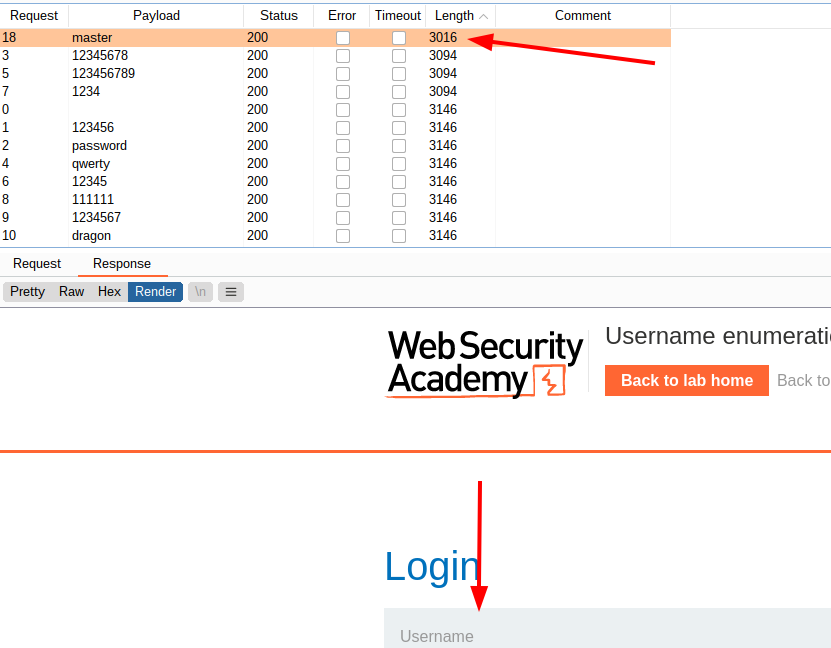 Request Payload Status Error Timeout Length Comment
18 master 200 3016
3 12345678 200 3094
5 123456789 200 3094
7 1234 200 3094
0 200 3146
1 123456 200 3146
2 password 200 3146
4 qwerty 200 3146
6 12345 200 3146
8 111111 200 3146
9 1234567 200 3146
10 dragon 200 3146
Request Response
Pretty Raw Hex Render \n
Web Security
Academy
Username enumerati
Back to lab home Back to
Login
Username